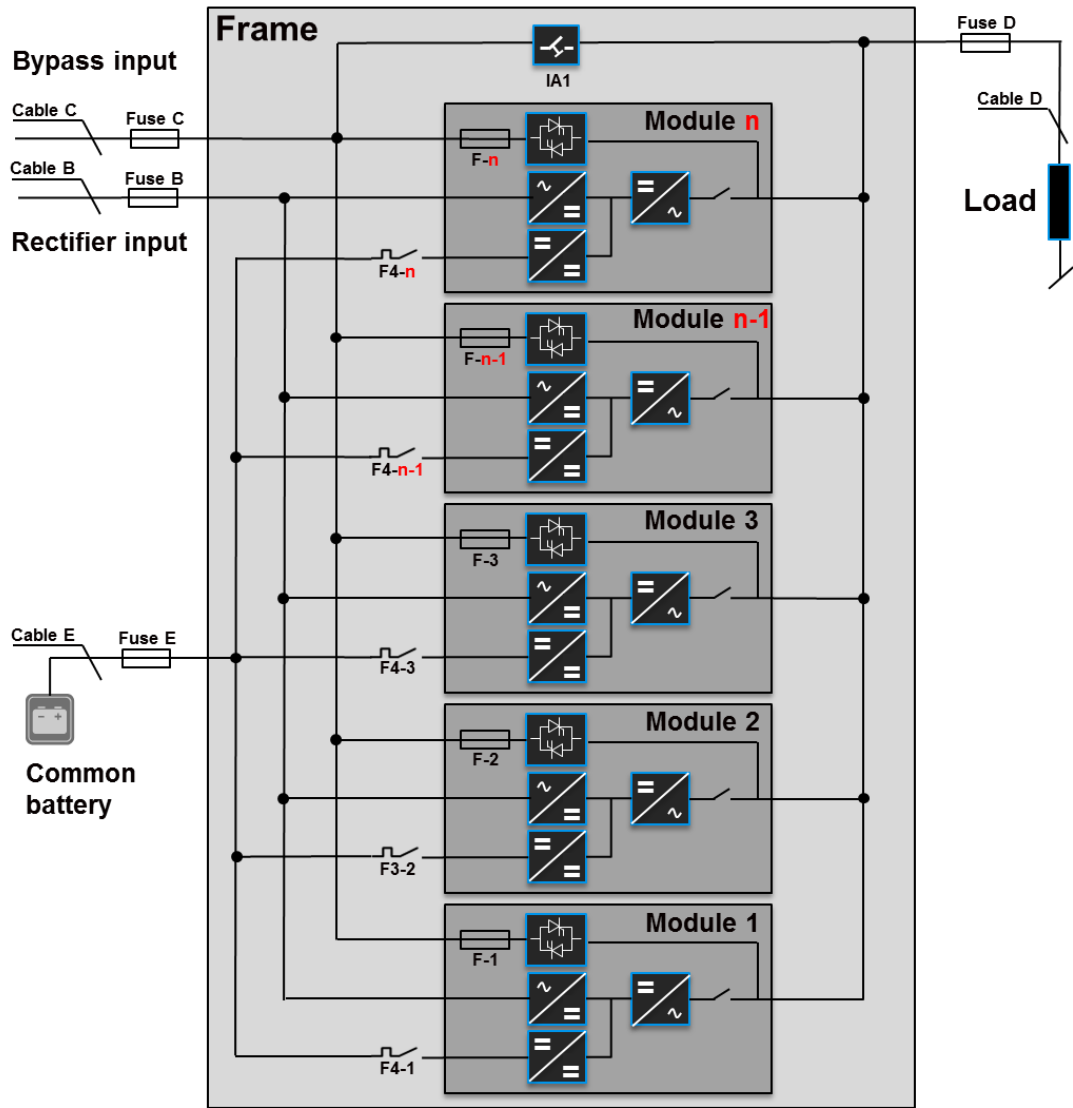 Frame
Fuse D
Bypass input
IA1
Cable C
Fuse C
Cable D
Module n
F-n
Cable B
Fuse B
Load
Rectifier input
F4-n
Module n-1
F-n-1
F4-n-1
Module 3
F-3
Cable E
Fuse E
F4-3
Common
battery
Module 2
F-2
F3-2
Module 1
F-1
F4-1